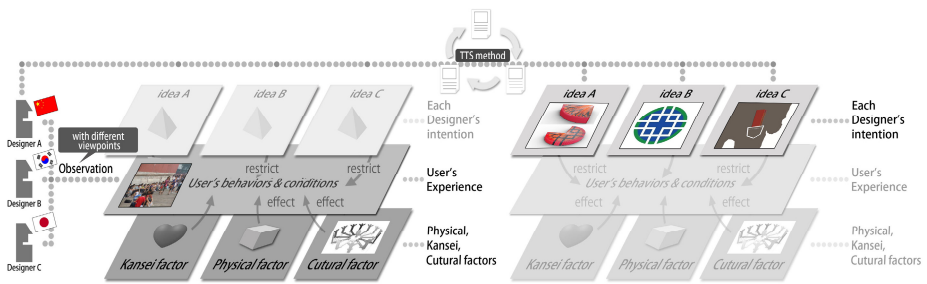 TTS method
idea A
idea B
idea C
Each
Designer's
intention
Designer A
with different
viewpoints
Observation
Designer B
Designer C
restrict
restrict
User's behaviors & conditions
effect
effect
User's
Experience
Kansei factor
Physical factor
Cutural factor
Physical,
Kansei,
Cutural factors
idea A
idea B
idea C
Each
Designer's
intention
restrict
restrict
User's behaviors & conditions
effect
effect
User's
Experience
Kansei factor
Physical factor
Cutural factor
Physical,
Kansei,
Cutural factors